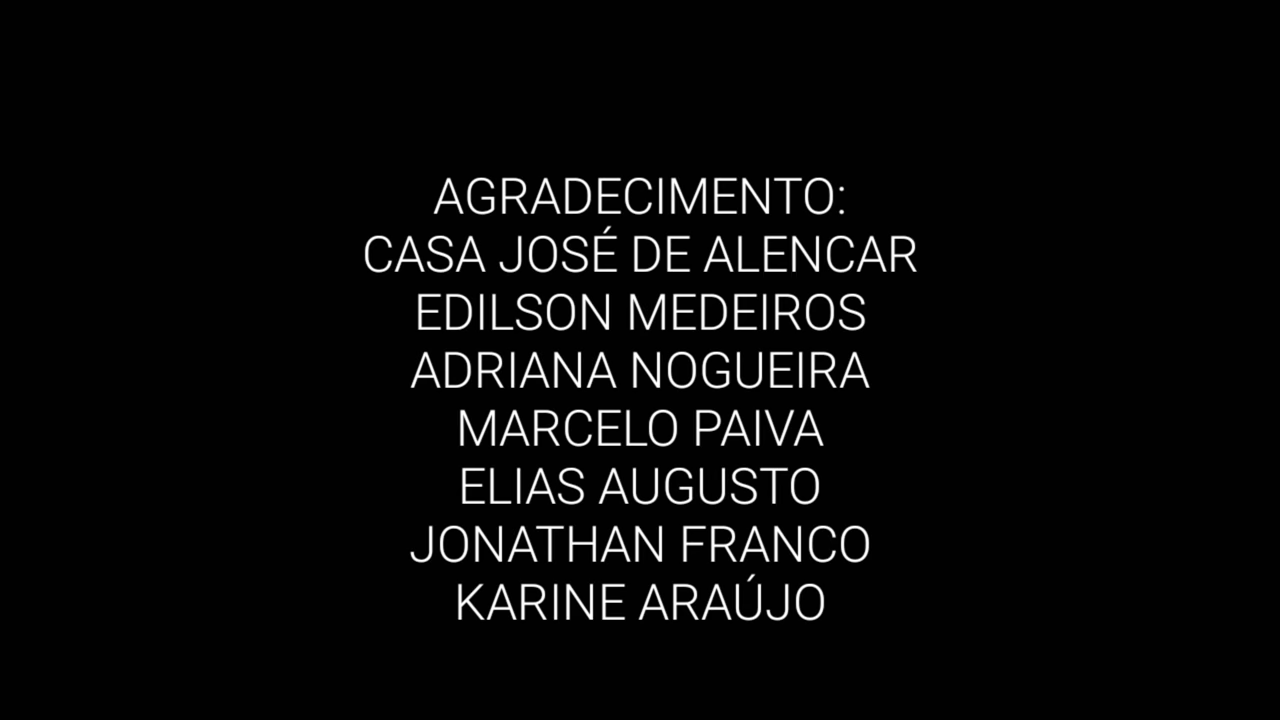 AGRADECIMENTO:
CASA JOSÉ DE ALENCAR
EDILSON MEDEIROS
ADRIANA NOGUEIRA
MARCELO PAIVA
ELIAS AUGUSTO
JONATHAN FRANCO
KARINE ARAÚJO